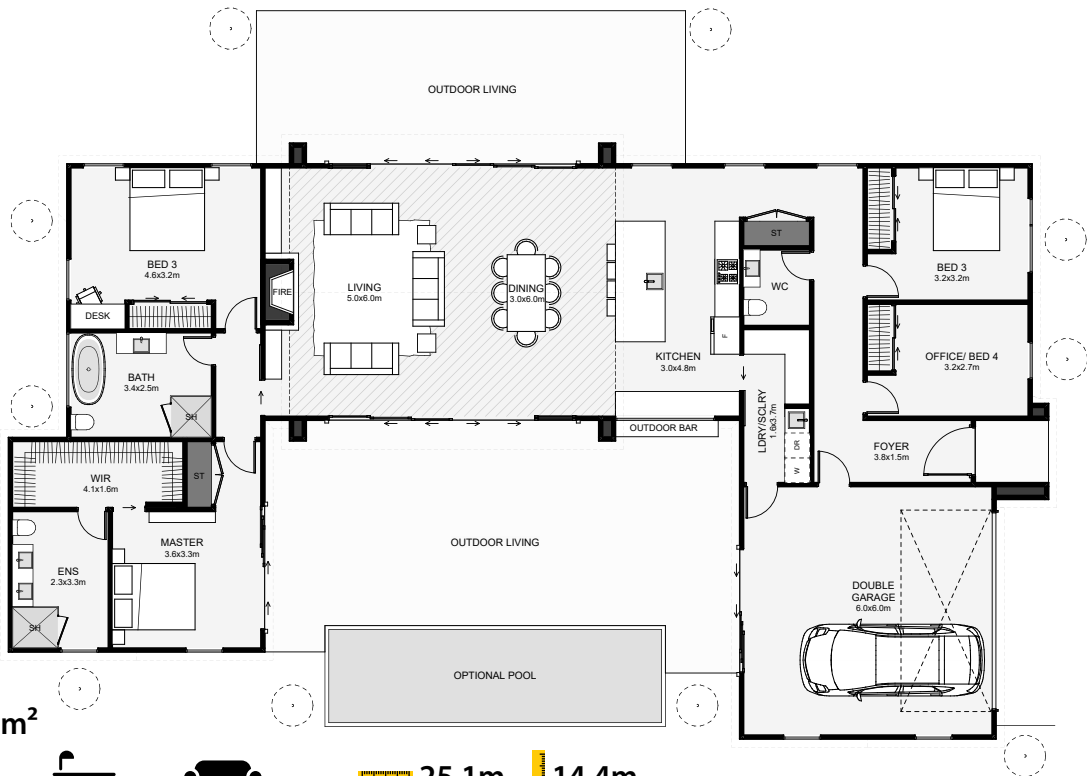 OUTDOOR LIVING
BED 3
4.6x3.2m
DESK
FIRE
LIVING
5.0x6.0m
DINING
3.0x6.0m
ST
WC
BED 3
3.2x3.2m
F
KITCHEN
3.0x4.8m
OFFICE/ BED 4
3.2x2.7m
BATH
3.4x2.5m
SH
OUTDOOR BAR
LDRY/SCLRY
1.6x3.7m
DR
W
FOYER
3.8x1.5m
WIR
4.1x1.6m
ST
MASTER
3.6x3.3m
ENS
2.3x3.3m
SH
OUTDOOR LIVING
DOUBLE
GARAGE
6.0x6.0m
OPTIONAL POOL
m²
25.1m
14.4m